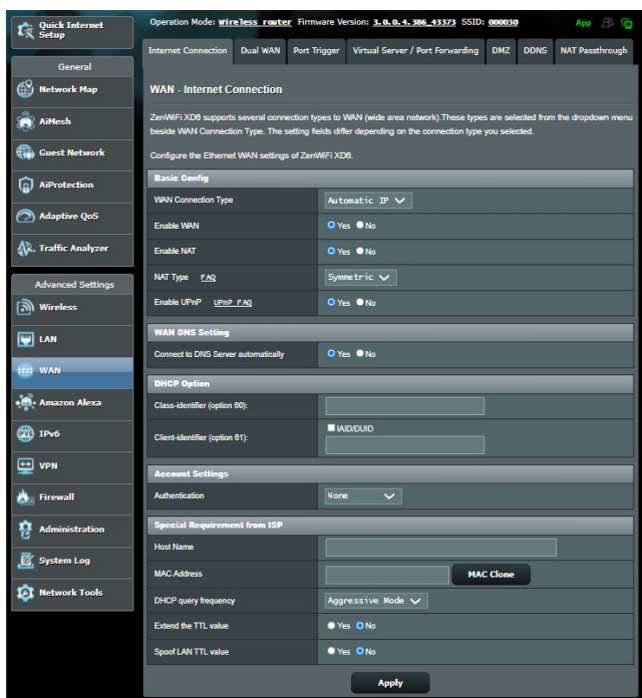 Quick Internet
Setup
Operation Mode: Wireless router Firmware Version: 3.0.0.4.386_43373 SSID: 000030
App
Internet Connection Dual WAN Port Trigger Virtual Server / Port Forwarding DMZ DDNS NAT Passthrough
General
Network Map
AiMesh
Guest Network
AiProtection
Adaptive QoS
Traffic Analyzer
Advanced Settings
Wireless
LAN
WAN
Amazon Alexa
IPv6
VPN
Firewall
Administration
System Log
Network Tools
WAN - Internet Connection
ZenWiFi XD6 supports several connection types to WAN (wide area network).These types are selected from the dropdown menu
beside WAN Connection Type. The setting fields differ depending on the connection type you selected.
Configure the Ethernet WAN settings of ZenWiFi XD6.
Basic Config
WAN Connection Type Automatic IP
Enable WAN Yes No
Enable NAT Yes No
NAT Type FAQ Symmetric
Enable UPnP UPnP FAQ Yes No
WAN DNS Setting
Connect to DNS Server automatically Yes No
DHCP Option
Class-identifier (option 60):
Client-identifier (option 61): IAID/DUID
Account Settings
Authentication None
Special Requirement from ISP
Host Name
MAC Address MAC Clone
DHCP query frequency Aggressive Mode
Extend the TTL value Yes No
Spoof LAN TTL value Yes No
Apply